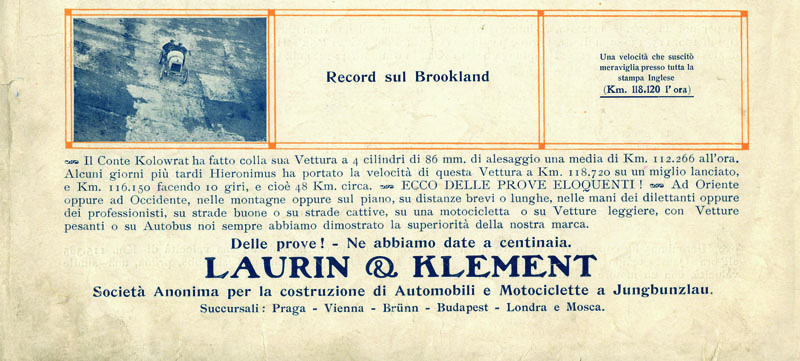 Record sul Brookland
Una velocità che suscitò
meraviglia presso tutta la
stampa Inglese
(Km. 118.120 l'ora)
Il Conte Kolowrat ha fatto colla sua Vettura a 4 cilindri di 86 mm. di alesaggio una media di Km. 112.266 all'ora.
Alcuni giorni più tardi Hieronimus ha portato la velocità di questa Vettura a Km. 118.720 su un miglio lanciato,
e Km. 116.150 facendo 10 giri, e cioè 48 Km. circa. ECCO DELLE PROVE ELOQUENTI! Ad Oriente
oppure ad Occidente, nelle montagne oppure sul piano, su distanze brevi o lunghe, nelle mani dei dilettanti oppure
dei professionisti, su strade buone o su strade cattive, su una motocicletta o su Vetture leggiere, con Vetture
pesanti o su Autobus noi sempre abbiamo dimostrato la superiorità della nostra marca.
Delle prove! - Ne abbiamo date a centinaia.
LAURIN & KLEMENT
Società Anonima per la costruzione di Automobili e Motociclette a Jungbunzlau.
Succursali: Praga - Vienna - Brünn - Budapest - Londra e Mosca.